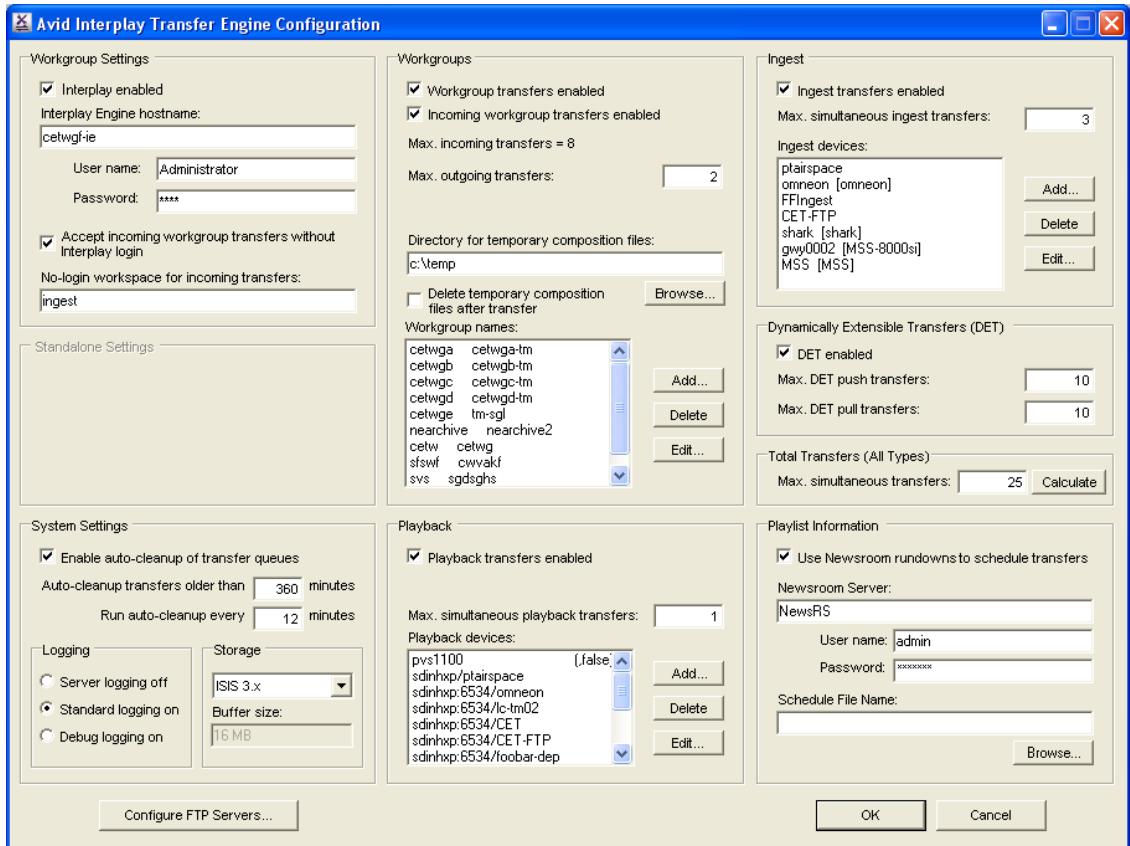 Avid Interplay Transfer Engine Configuration
Workgroup Settings
Interplay enabled
Interplay Engine hostname:
cetwgf-ie
User name: Administrator
Password: ****
Accept incoming workgroup transfers without
Interplay login
No-login workspace for incoming transfers:
ingest
Standalone Settings
System Settings
Enable auto-cleanup of transfer queues
Auto-cleanup transfers older than 360 minutes
Run auto-cleanup every 12 minutes
Logging
Server logging off
Standard logging on
Debug logging on
Storage
ISIS 3.x
Buffer size:
16 MB
Configure FTP Servers...
Workgroups
Workgroup transfers enabled
Incoming workgroup transfers enabled
Max. incoming transfers = 8
Max. outgoing transfers: 2
Directory for temporary composition files:
c:\temp
Delete temporary composition
files after transfer
Browse...
Workgroup names:
cetwga cetwga-tm
cetwgb cetwgb-tm
cetwgc cetwgc-tm
cetwgd cetwgd-tm
cetwge tm-sgl
nearchive nearchive2
cetw cetwg
sfswf cwvakf
svs sgdsghs
Add...
Delete
Edit...
Playback
Playback transfers enabled
Max. simultaneous playback transfers: 1
Playback devices:
pvs1100 (,false)
sdinhxp/ptairspace
sdinhxp:6534/omneon
sdinhxp:6534/lc-tm02
sdinhxp:6534/CET
sdinhxp:6534/CET-FTP
sdinhxp:6534/foobar-dep
Add...
Delete
Edit...
Ingest
Ingest transfers enabled
Max. simultaneous ingest transfers: 3
Ingest devices:
ptairspace
omneon [omneon]
FFIngest
CET-FTP
shark [shark]
gwy0002 [MSS-8000si]
MSS [MSS]
Add...
Delete
Edit...
Dynamically Extensible Transfers (DET)
DET enabled
Max. DET push transfers: 10
Max. DET pull transfers: 10
Total Transfers (All Types)
Max. simultaneous transfers: 25 Calculate
Playlist Information
Use Newsroom rundowns to schedule transfers
Newsroom Server:
NewsRS
User name: admin
Password: *******
Schedule File Name:
Browse...
OK
Cancel